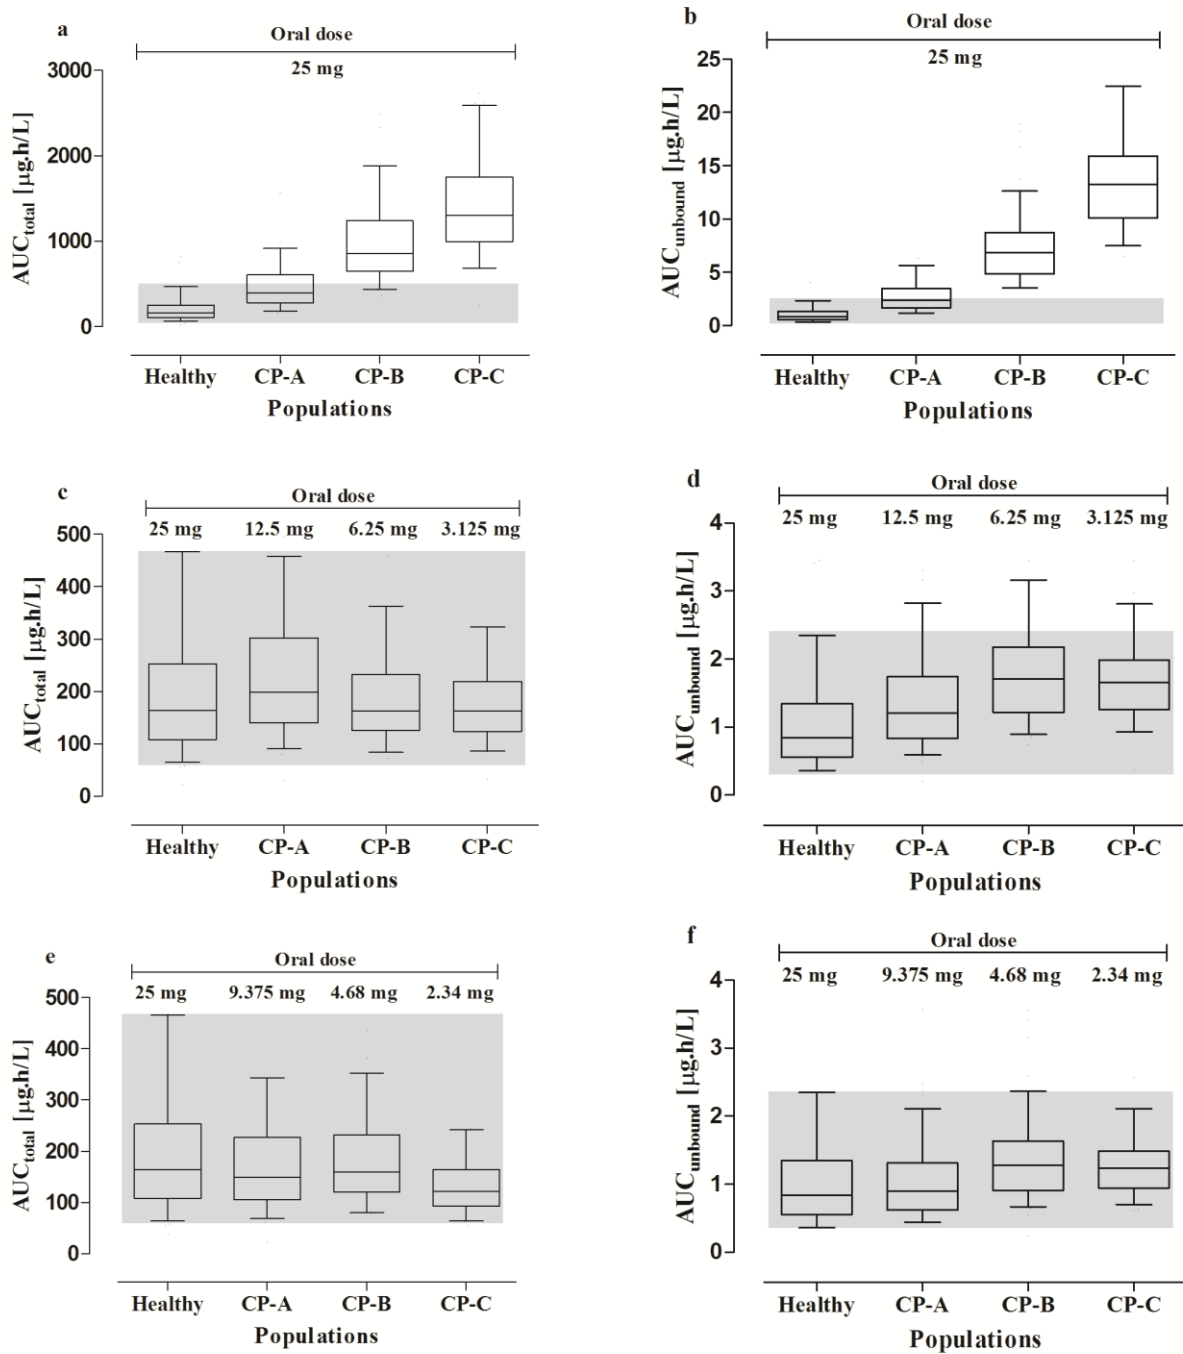 a
Oral dose
25 mg
AUCtotal [µg.h/L]
3000
2000
1000
0
Healthy CP-A CP-B CP-C
Populations
b
Oral dose
25 mg
AUCunbound [µg.h/L]
25
20
15
10
5
0
Healthy CP-A CP-B CP-C
Populations
c
Oral dose
25 mg 12.5 mg 6.25 mg 3.125 mg
AUCtotal [µg.h/L]
500
400
300
200
100
0
Healthy CP-A CP-B CP-C
Populations
d
Oral dose
25 mg 12.5 mg 6.25 mg 3.125 mg
AUCunbound [µg.h/L]
4
3
2
1
0
Healthy CP-A CP-B CP-C
Populations
e
Oral dose
25 mg 9.375 mg 4.68 mg 2.34 mg
AUCtotal [µg.h/L]
500
400
300
200
100
0
Healthy CP-A CP-B CP-C
Populations
f
Oral dose
25 mg 9.375 mg 4.68 mg 2.34 mg
AUCunbound [µg.h/L]
4
3
2
1
0
Healthy CP-A CP-B CP-C
Populations